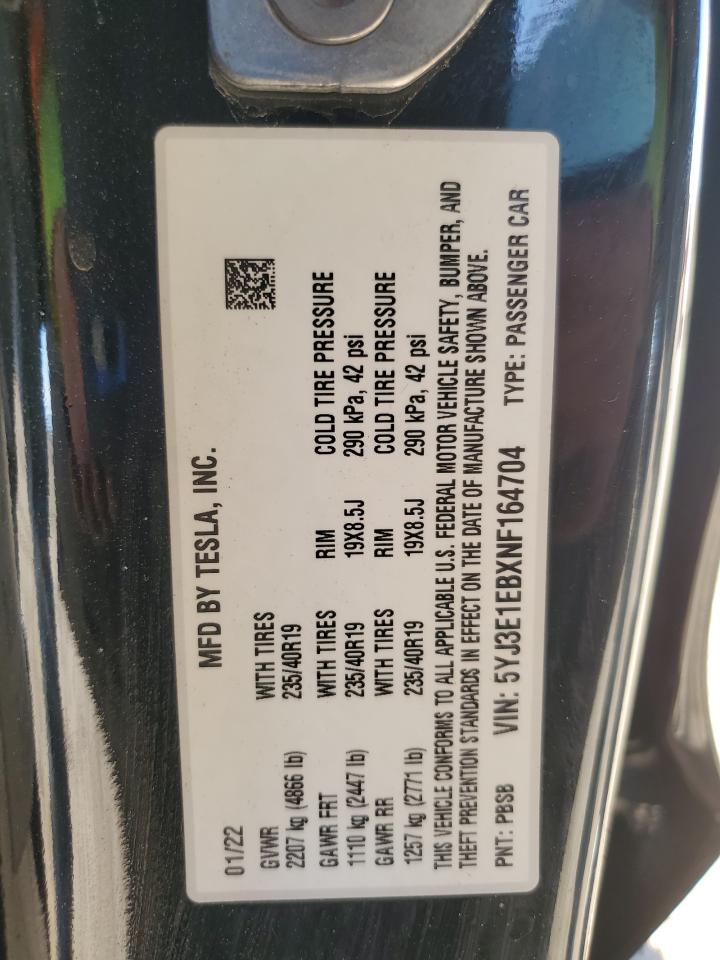 MFD BY TESLA, INC.
01/22
GVWR WITH TIRES
2207 kg (4866 lb) 235/40R19
GAWR FRT WITH TIRES RIM COLD TIRE PRESSURE
1110 kg (2447 lb) 235/40R19 19X8.5J 290 kPa, 42 psi
GAWR RR WITH TIRES RIM COLD TIRE PRESSURE
1257 kg (2771 lb) 235/40R19 19X8.5J 290 kPa, 42 psi
THIS VEHICLE CONFORMS TO ALL APPLICABLE U.S. FEDERAL MOTOR VEHICLE SAFETY, BUMPER, AND
THEFT PREVENTION STANDARDS IN EFFECT ON THE DATE OF MANUFACTURE SHOWN ABOVE.
PNT: PBSB VIN: 5YJ3E1EBXNF164704 TYPE: PASSENGER CAR